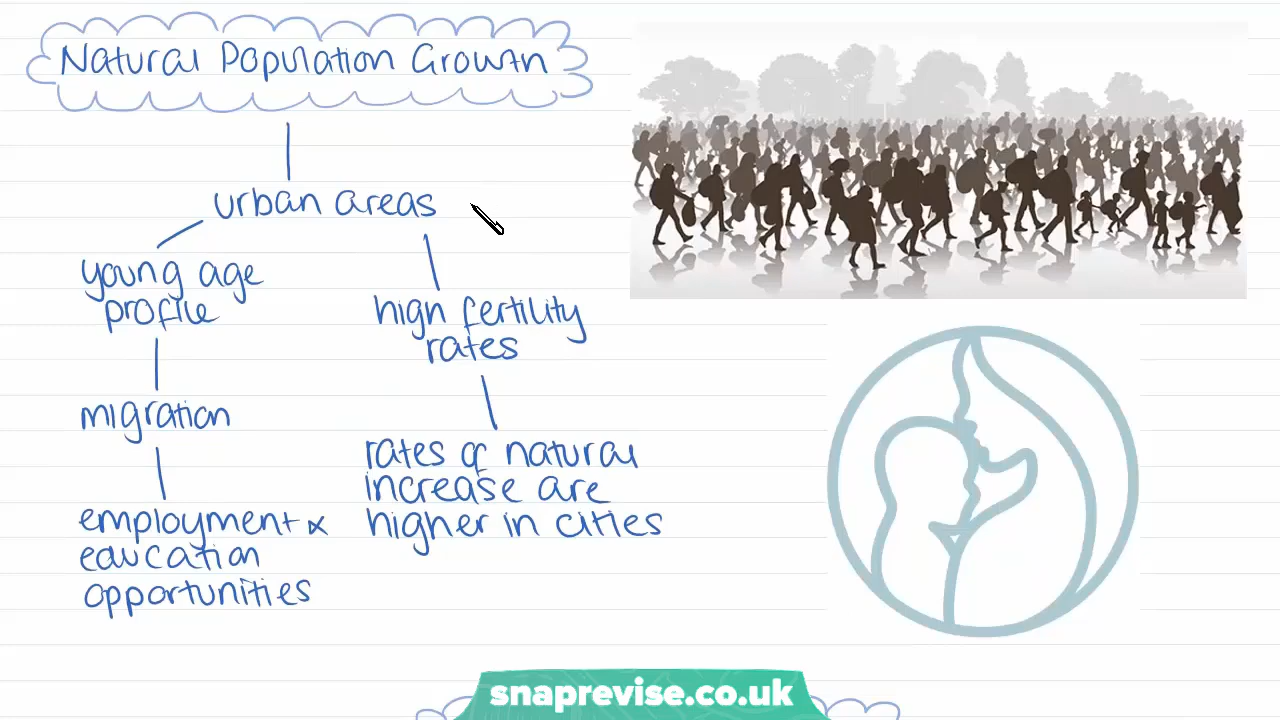 Natural Population Growth
urban areas
young age
profile
migration
employment &
education
opportunities
high fertility
rates
rates of natural
increase are
higher in cities
snaprevise.co.uk